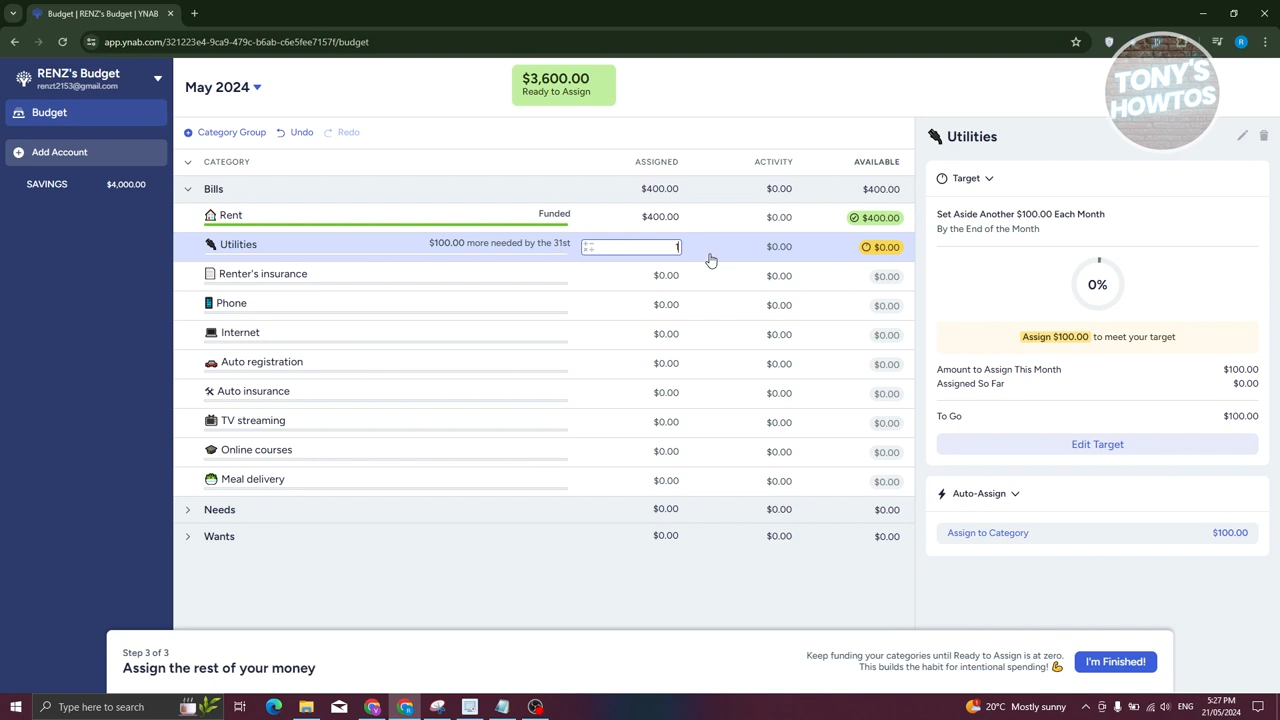 Budget | RENZ's Budget | YNAB
app.ynab.com/321223e4-9ca9-479c-b6ab-c6e5fee7157f/budget
R
TONY'S
HOWTOS
RENZ's Budget
renzt2153@gmail.com
Budget
Add Account
SAVINGS $4,000.00
May 2024
$3,600.00
Ready to Assign
Category Group Undo Redo
CATEGORY ASSIGNED ACTIVITY AVAILABLE
Bills $400.00 $0.00 $400.00
Rent Funded $400.00 $0.00 $400.00
Utilities $100.00 more needed by the 31st 1 $0.00 $0.00
Renter's insurance $0.00 $0.00 $0.00
Phone $0.00 $0.00 $0.00
Internet $0.00 $0.00 $0.00
Auto registration $0.00 $0.00 $0.00
Auto insurance $0.00 $0.00 $0.00
TV streaming $0.00 $0.00 $0.00
Online courses $0.00 $0.00 $0.00
Meal delivery $0.00 $0.00 $0.00
Needs $0.00 $0.00 $0.00
Wants $0.00 $0.00 $0.00
Utilities
Target
Set Aside Another $100.00 Each Month
By the End of the Month
0%
Assign $100.00 to meet your target
Amount to Assign This Month $100.00
Assigned So Far $0.00
To Go $100.00
Edit Target
Auto-Assign
Assign to Category $100.00
Step 3 of 3
Assign the rest of your money
Keep funding your categories until Ready to Assign is at zero.
This builds the habit for intentional spending! 💪
I'm Finished!
Type here to search
20°C Mostly sunny
5:27 PM
21/05/2024